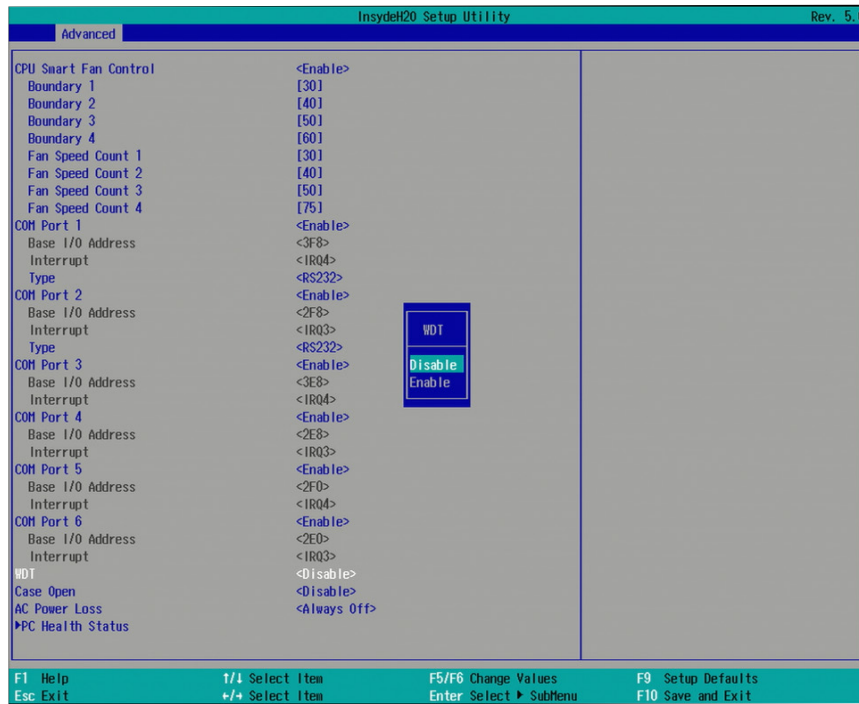 InsydeH20 Setup Utility Rev. 5.
Advanced
CPU Smart Fan Control <Enable>
Boundary 1 [30]
Boundary 2 [40]
Boundary 3 [50]
Boundary 4 [60]
Fan Speed Count 1 [30]
Fan Speed Count 2 [40]
Fan Speed Count 3 [50]
Fan Speed Count 4 [75]
COM Port 1 <Enable>
Base I/O Address <3F8>
Interrupt <IRQ4>
Type <RS232>
COM Port 2 <Enable>
Base I/O Address <2F8>
Interrupt <IRQ3>
Type <RS232>
COM Port 3 <Enable>
Base I/O Address <3E8>
Interrupt <IRQ4>
COM Port 4 <Enable>
Base I/O Address <2E8>
Interrupt <IRQ3>
COM Port 5 <Enable>
Base I/O Address <2F0>
Interrupt <IRQ4>
COM Port 6 <Enable>
Base I/O Address <2E0>
Interrupt <IRQ3>
WDT <Disable>
Case Open <Disable>
AC Power Loss <Always Off>
▶PC Health Status
WDT
Disable
Enable
F1 Help ↑/↓ Select Item F5/F6 Change Values F9 Setup Defaults
Esc Exit ←/→ Select Item Enter Select ▶ SubMenu F10 Save and Exit